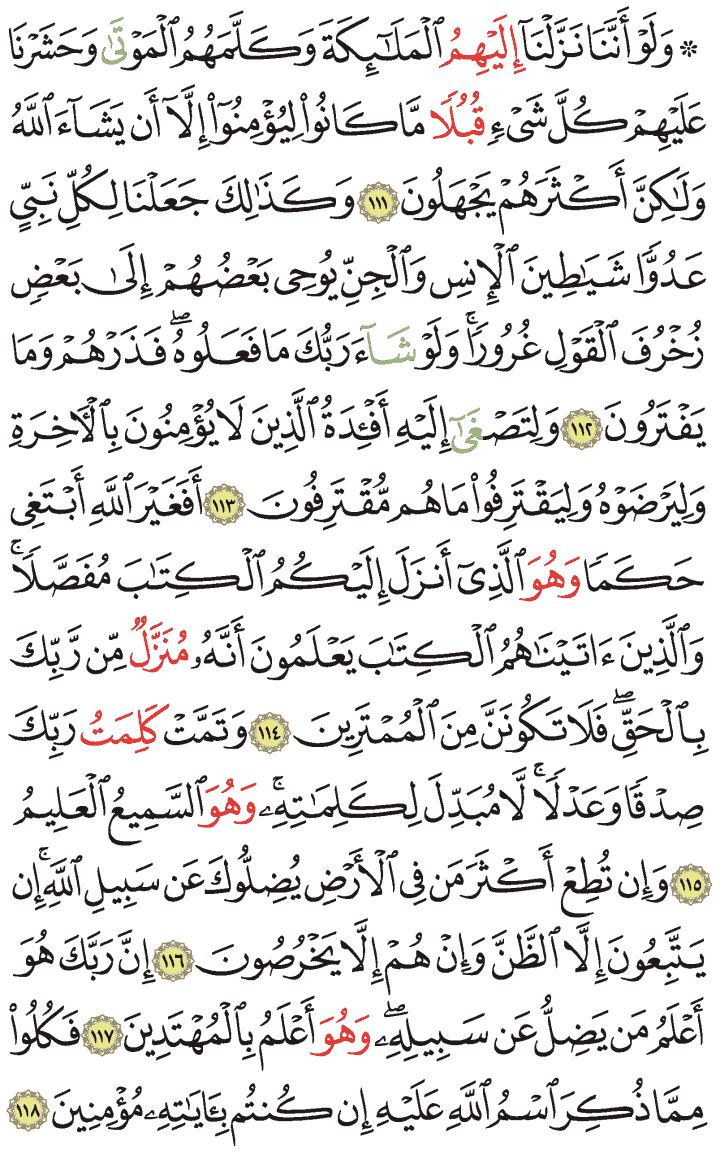 ۞ وَلَوۡ أَنَّنَا نَزَّلۡنَآ إِلَيۡهِمُ ٱلۡمَلَٰٓئِكَةَ وَكَلَّمَهُمُ ٱلۡمَوۡتَىٰ وَحَشَرۡنَا
عَلَيۡهِمۡ كُلَّ شَيۡءٖ قُبُلٗا مَّا كَانُواْ لِيُؤۡمِنُوٓاْ إِلَّآ أَن يَشَآءَ ٱللَّهُ
وَلَٰكِنَّ أَكۡثَرَهُمۡ يَجۡهَلُونَ ١١١ وَكَذَٰلِكَ جَعَلۡنَا لِكُلِّ نَبِيٍّ
عَدُوّٗا شَيَٰطِينَ ٱلۡإِنسِ وَٱلۡجِنِّ يُوحِي بَعۡضُهُمۡ إِلَىٰ بَعۡضٖ
زُخۡرُفَ ٱلۡقَوۡلِ غُرُورٗاۚ وَلَوۡ شَآءَ رَبُّكَ مَا فَعَلُوهُۖ فَذَرۡهُمۡ وَمَا
يَفۡتَرُونَ ١١٢ وَلِتَصۡغَىٰٓ إِلَيۡهِ أَفۡـِٔدَةُ ٱلَّذِينَ لَا يُؤۡمِنُونَ بِٱلۡأٓخِرَةِ
وَلِيَرۡضَوۡهُ وَلِيَقۡتَرِفُواْ مَا هُم مُّقۡتَرِفُونَ ١١٣ أَفَغَيۡرَ ٱللَّهِ أَبۡتَغِي
حَكَمٗا وَهُوَ ٱلَّذِيٓ أَنزَلَ إِلَيۡكُمُ ٱلۡكِتَٰبَ مُفَصَّلٗاۚ
وَٱلَّذِينَ ءَاتَيۡنَٰهُمُ ٱلۡكِتَٰبَ يَعۡلَمُونَ أَنَّهُۥ مُنَزَّلٞ مِّن رَّبِّكَ
بِٱلۡحَقِّۖ فَلَا تَكُونَنَّ مِنَ ٱلۡمُمۡتَرِينَ ١١٤ وَتَمَّتۡ كَلِمَتُ رَبِّكَ
صِدۡقٗا وَعَدۡلٗاۚ لَّا مُبَدِّلَ لِكَلِمَٰتِهِۦۚ وَهُوَ ٱلسَّمِيعُ ٱلۡعَلِيمُ
١١٥ وَإِن تُطِعۡ أَكۡثَرَ مَن فِي ٱلۡأَرۡضِ يُضِلُّوكَ عَن سَبِيلِ ٱللَّهِۚ إِن
يَتَّبِعُونَ إِلَّا ٱلظَّنَّ وَإِنۡ هُمۡ إِلَّا يَخۡرُصُونَ ١١٦ إِنَّ رَبَّكَ هُوَ
أَعۡلَمُ مَن يَضِلُّ عَن سَبِيلِهِۦۖ وَهُوَ أَعۡلَمُ بِٱلۡمُهۡتَدِينَ ١١٧ فَكُلُواْ
مِمَّا ذُكِرَ ٱسۡمُ ٱللَّهِ عَلَيۡهِ إِن كُنتُم بِـَٔايَٰتِهِۦ مُؤۡمِنِينَ ١١٨